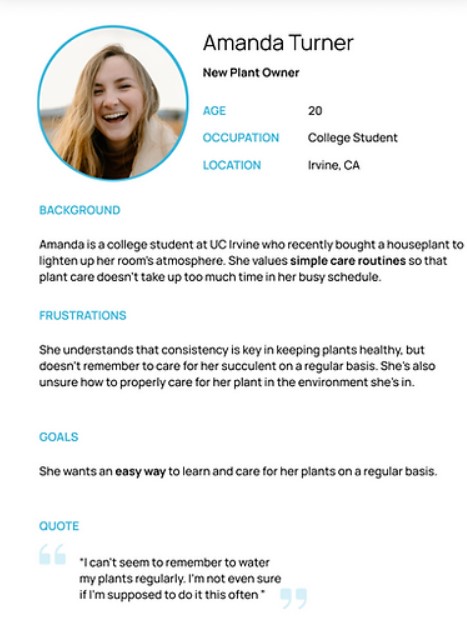 Amanda Turner
New Plant Owner
AGE 20
OCCUPATION College Student
LOCATION Irvine, CA
BACKGROUND
Amanda is a college student at UC Irvine who recently bought a houseplant to
lighten up her room's atmosphere. She values simple care routines so that
plant care doesn't take up too much time in her busy schedule.
FRUSTRATIONS
She understands that consistency is key in keeping plants healthy, but
doesn't remember to care for her succulent on a regular basis. She's also
unsure how to properly care for her plant in the environment she's in.
GOALS
She wants an easy way to learn and care for her plants on a regular basis.
QUOTE
“I can't seem to remember to water
my plants regularly. I'm not even sure
if I'm supposed to do it this often ”